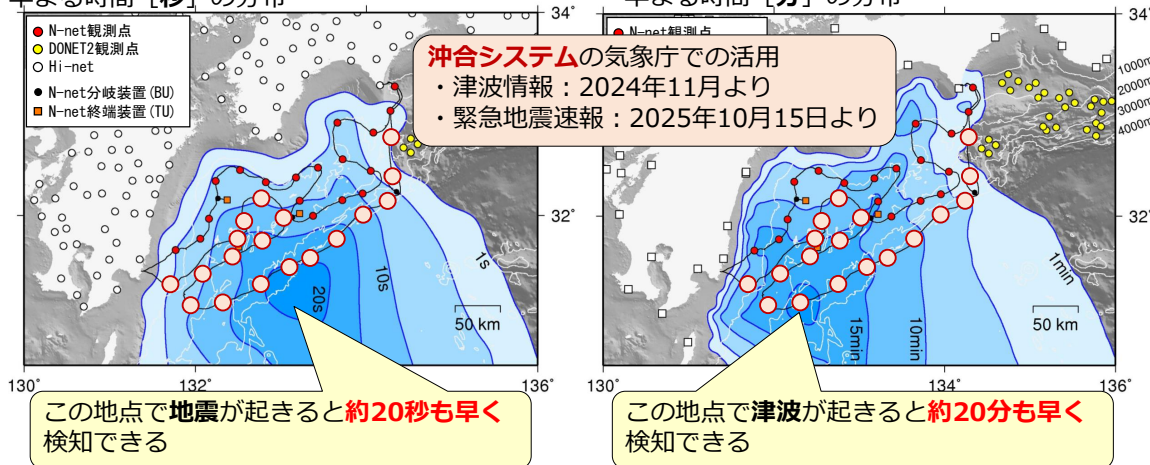 早まる時間 [秒] の分布
早まる時間 [分] の分布
34°
34°
N-net観測点
DONET2観測点
Hi-net
N-net分岐装置(BU)
N-net終端装置(TU)
N-net観測点
沖合システムの気象庁での活用
・津波情報：2024年11月より
・緊急地震速報：2025年10月15日より
1000m
2000m
3000m
4000m
32°
32°
1s
10s
20s
50 km
1min
10min
15min
50 km
130°
132°
136°
130°
134°
136°
この地点で地震が起きると約20秒も早く
検知できる
この地点で津波が起きると約20分も早く
検知できる